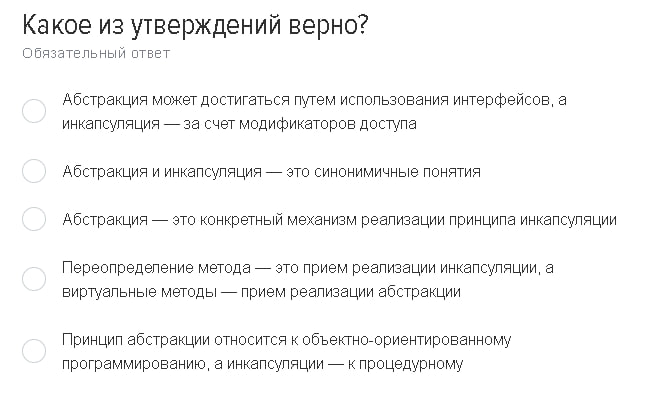 Какое из утверждений верно?
Обязательный ответ
Абстракция может достигаться путем использования интерфейсов, а
инкапсуляция — за счет модификаторов доступа
Абстракция и инкапсуляция — это синонимичные понятия
Абстракция — это конкретный механизм реализации принципа инкапсуляции
Переопределение метода — это прием реализации инкапсуляции, а
виртуальные методы — прием реализации абстракции
Принцип абстракции относится к объектно-ориентированному
программированию, а инкапсуляции — к процедурному